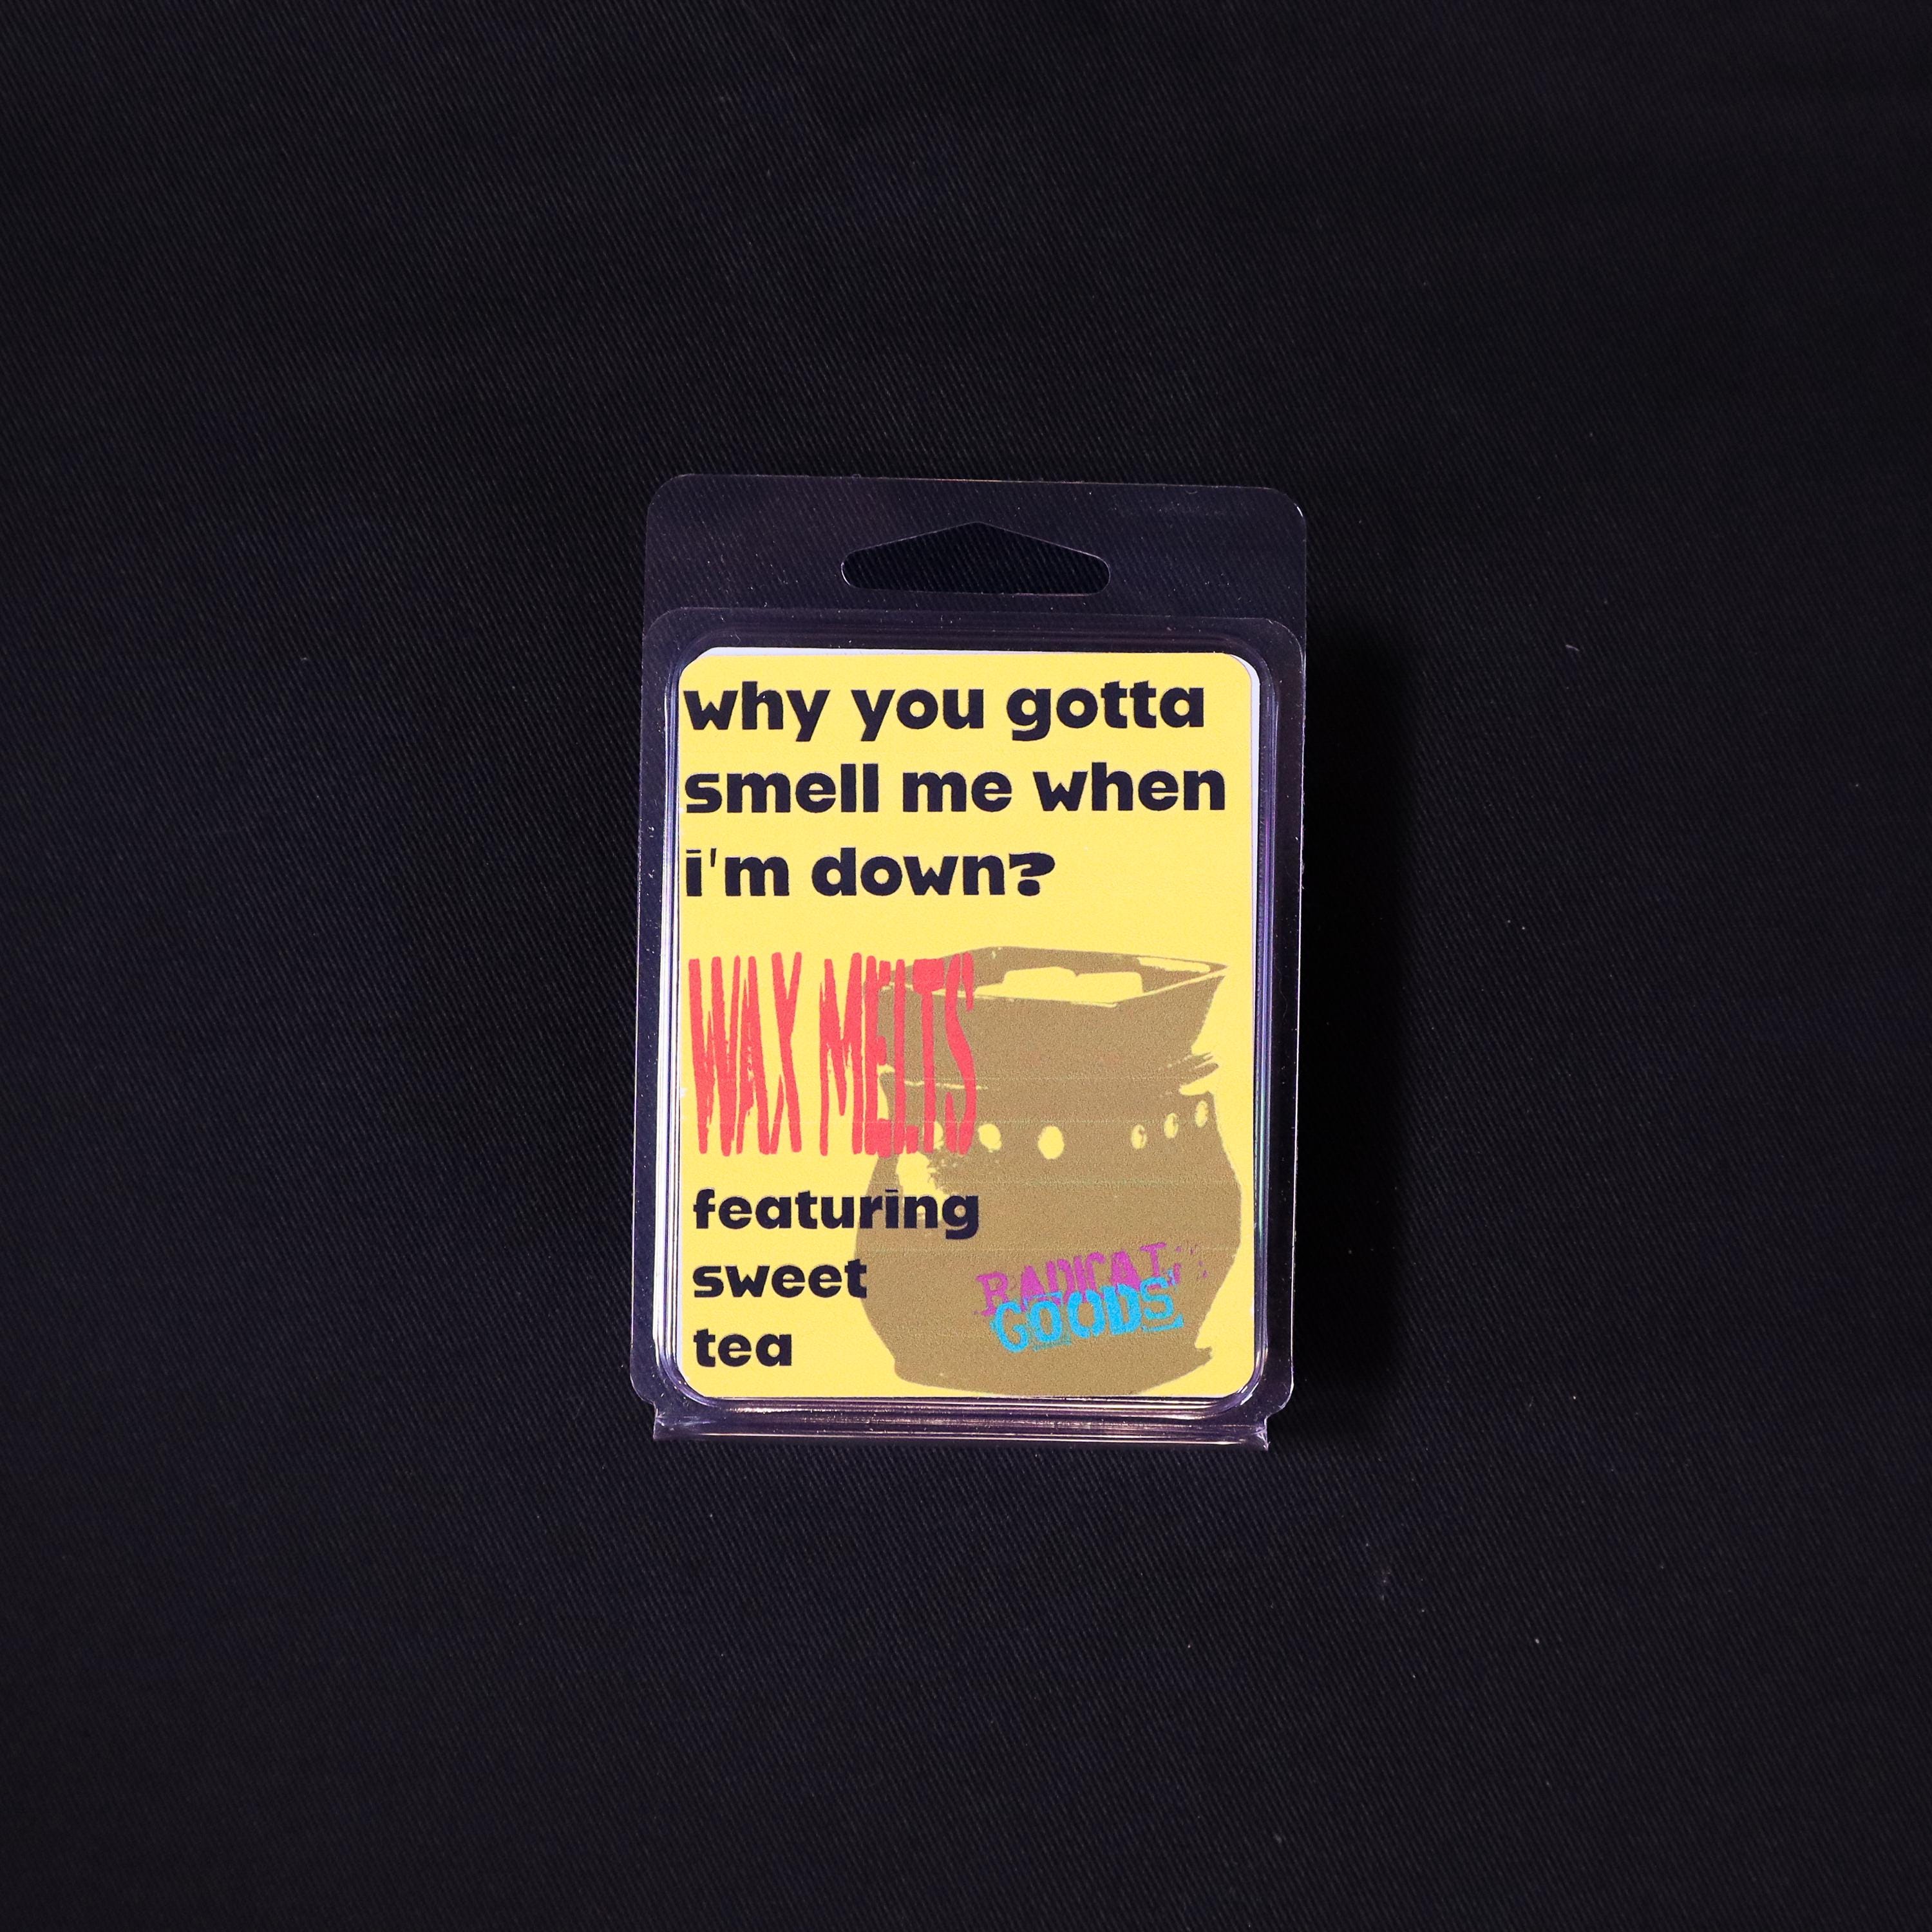 why you gotta
smell me when
i'm down?
WAX MELTS
featuring
sweet
tea
RADICAL
GOODS